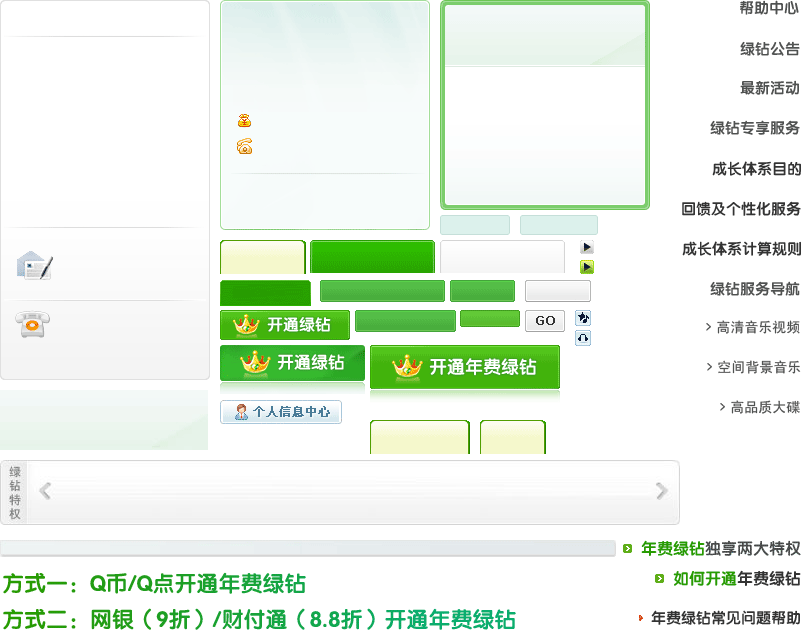 帮助中心
绿钻公告
最新活动
绿钻专享服务
成长体系目的
回馈及个性化服务
成长体系计算规则
绿钻服务导航
高清音乐视频
GO
开通绿钻
开通绿钻
开通年费绿钻
空间背景音乐
高品质大碟
个人信息中心
绿钻特权
年费绿钻独享两大特权
如何开通年费绿钻
方式一：Q币/Q点开通年费绿钻
方式二：网银（9折）/财付通（8.8折）开通年费绿钻
年费绿钻常见问题帮助